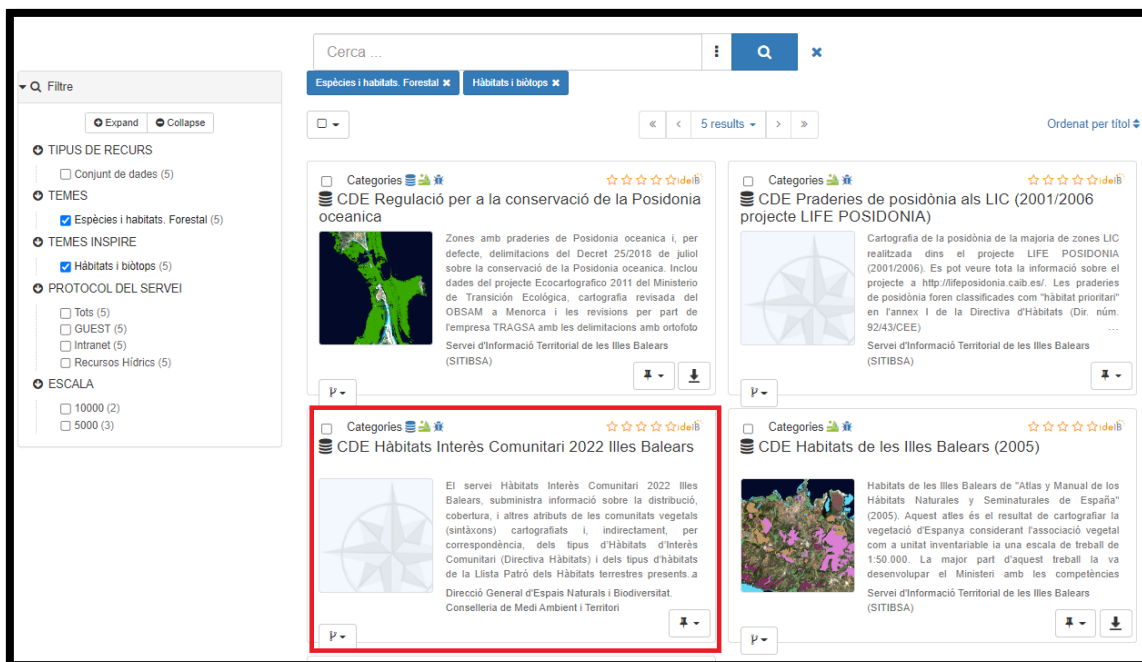 Cerca ...
Espècies i habitats. Forestal ✖ Hàbitats i biòtops ✖
Filtre
Expand Collapse
TIPUS DE RECURS
Conjunt de dades (5)
TEMES
Espècies i habitats. Forestal (5)
TEMES INSPIRE
Hàbitats i biòtops (5)
PROTOCOL DEL SERVEI
Tots (5)
GUEST (5)
Intranet (5)
Recursos Hídrics (5)
ESCALA
10000 (2)
5000 (3)
« < 5 results > »
Ordenat per títol
Categories
idelB
CDE Regulació per a la conservació de la Posidonia
oceanica
Zones amb praderies de Posidonia oceanica i, per
defecte, delimitacions del Decret 25/2018 de juliol
sobre la conservació de la Posidonia oceanica. Inclou
dades del projecte Ecocartografico 2011 del Ministerio
de Transición Ecológica, cartografia revisada del
OBSAM a Menorca i les revisions per part de
l'empresa TRAGSA amb les delimitacions amb ortofoto
Servei d'Informació Territorial de les Illes Balears
(SITIBSA)
Categories
idelB
CDE Praderies de posidònia als LIC (2001/2006
projecte LIFE POSIDONIA)
Cartografia de la posidònia de la majoria de zones LIC
realitzada dins el projecte LIFE POSIDONIA
(2001/2006). Es pot veure tota la informació sobre el
projecte a http://lifeposidonia.caib.es/. Les praderies
de posidònia foren classificades com "hàbitat prioritari"
en l'annex I de la Directiva d'Hàbitats (Dir. núm.
92/43/CEE) ...
Servei d'Informació Territorial de les Illes Balears
(SITIBSA)
Categories
idelB
CDE Hàbitats Interès Comunitari 2022 Illes Balears
El servei Hàbitats Interès Comunitari 2022 Illes
Balears, subministra informació sobre la distribució,
cobertura, i altres atributs de les comunitats vegetals
(sintàxons) cartografiats i, indirectament, per
correspondència, dels tipus d'Hàbitats d'Interès
Comunitari (Directiva Hàbitats) i dels tipus d'hàbitats
de la Llista Patró dels Hàbitats terrestres presents a
Direcció General d'Espais Naturals i Biodiversitat.
Conselleria de Medi Ambient i Territori
Categories
idelB
CDE Habitats de les Illes Balears (2005)
Habitats de les Illes Balears de "Atlas y Manual de los
Hábitats Naturales y Seminaturales de España"
(2005). Aquest atles és el resultat de cartografiar la
vegetació d'Espanya considerant l'associació vegetal
com a unitat inventariable ia una escala de treball de
1:50.000. La major part d'aquest treball la va
desenvolupar el Ministeri amb les competències
Servei d'Informació Territorial de les Illes Balears
(SITIBSA)